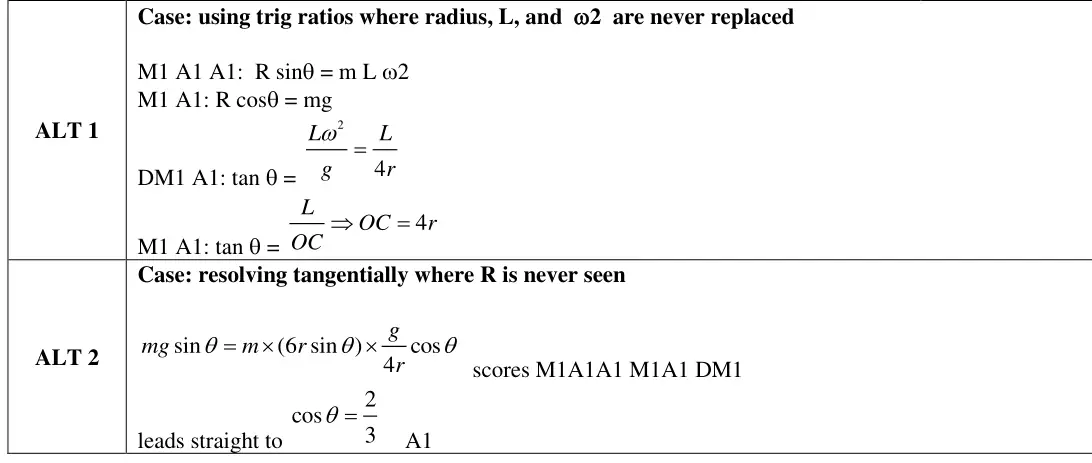 Case: using trig ratios where radius, L, and ω2 are never replaced
M1 A1 A1: R sinθ = m L ω2
M1 A1: R cosθ = mg
ALT 1
DM1 A1: tan θ = Lω²/g = L/4r
M1 A1: tan θ = L/OC ⇒ OC = 4r
Case: resolving tangentially where R is never seen
ALT 2
mg sin θ = m × (6r sin θ) × g/4r cos θ scores M1A1A1 M1A1 DM1
leads straight to cos θ = 2/3 A1